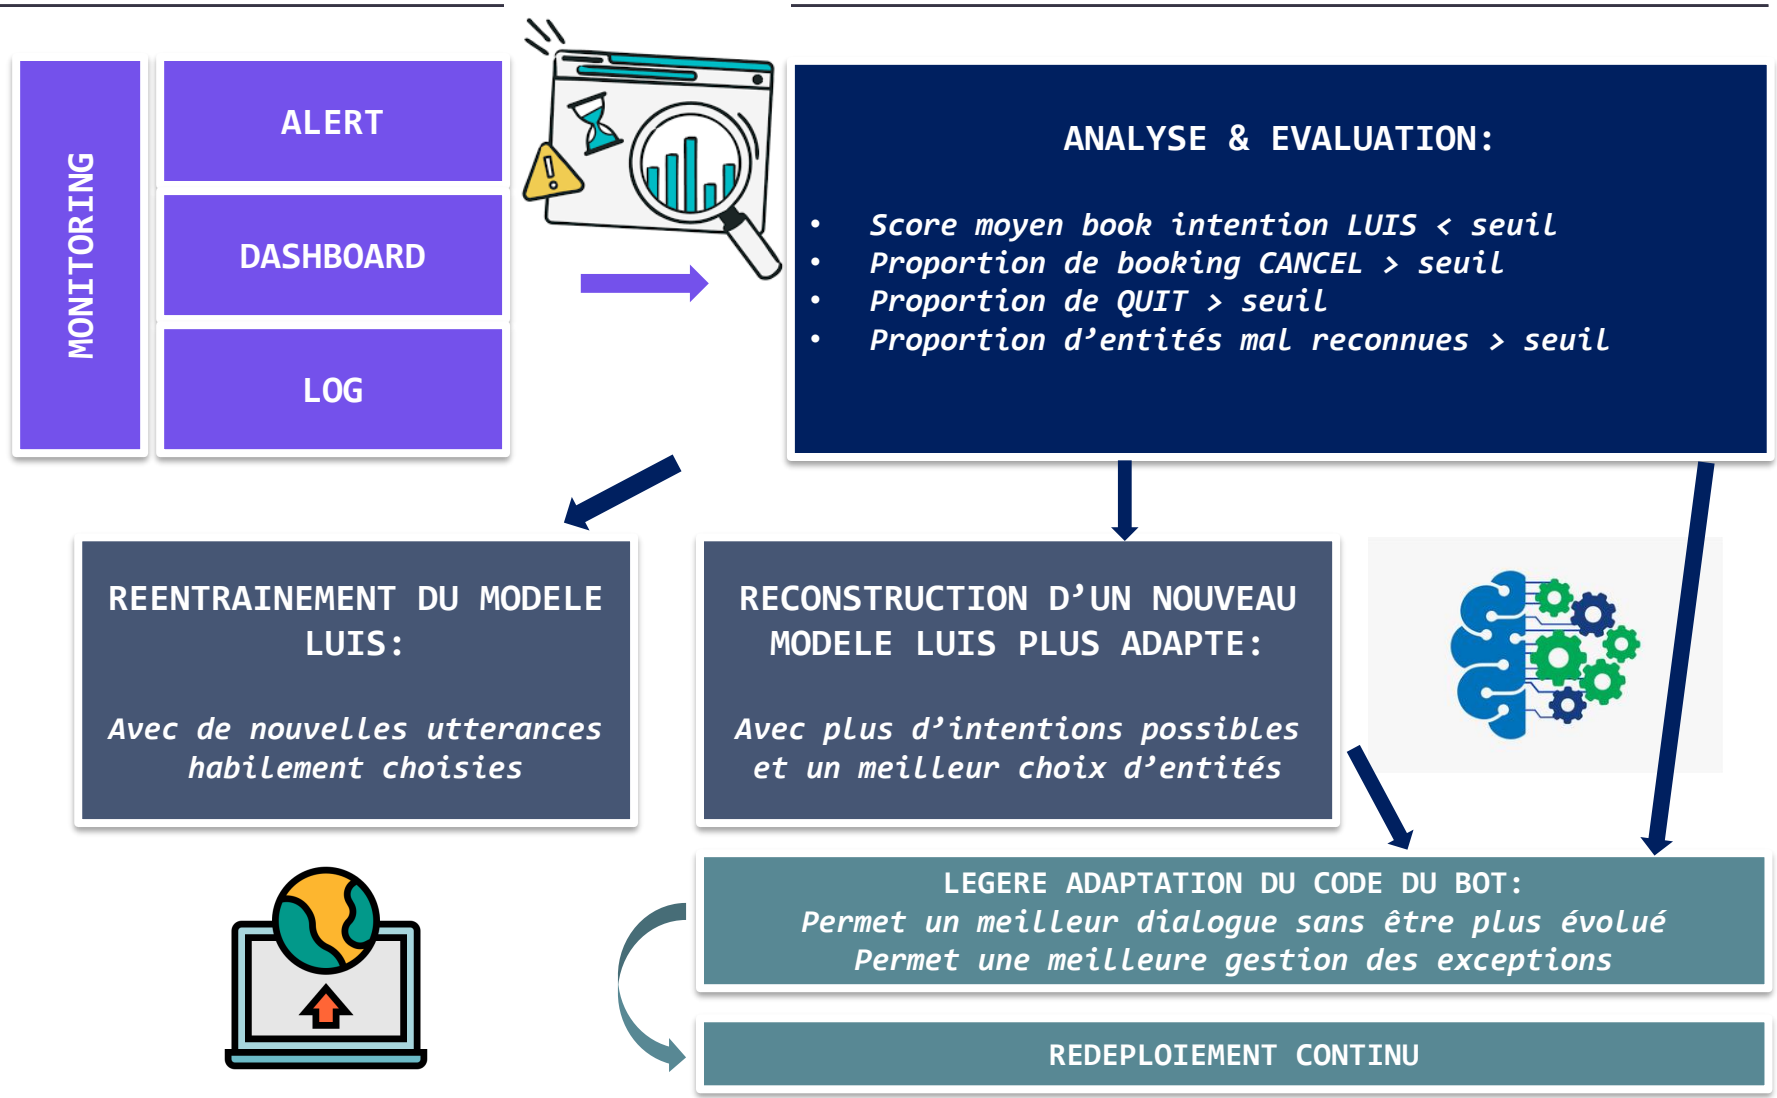 MONITORING
ALERT
DASHBOARD
LOG
ANALYSE & EVALUATION:
• Score moyen book intention LUIS < seuil
• Proportion de booking CANCEL > seuil
• Proportion de QUIT > seuil
• Proportion d’entités mal reconnues > seuil
REENTRAINEMENT DU MODELE
LUIS:
Avec de nouvelles utterances
habilement choisies
RECONSTRUCTION D’UN NOUVEAU
MODELE LUIS PLUS ADAPTE:
Avec plus d’intentions possibles
et un meilleur choix d’entités
LEGERE ADAPTATION DU CODE DU BOT:
Permet un meilleur dialogue sans être plus évolué
Permet une meilleure gestion des exceptions
REDEPLOIEMENT CONTINU